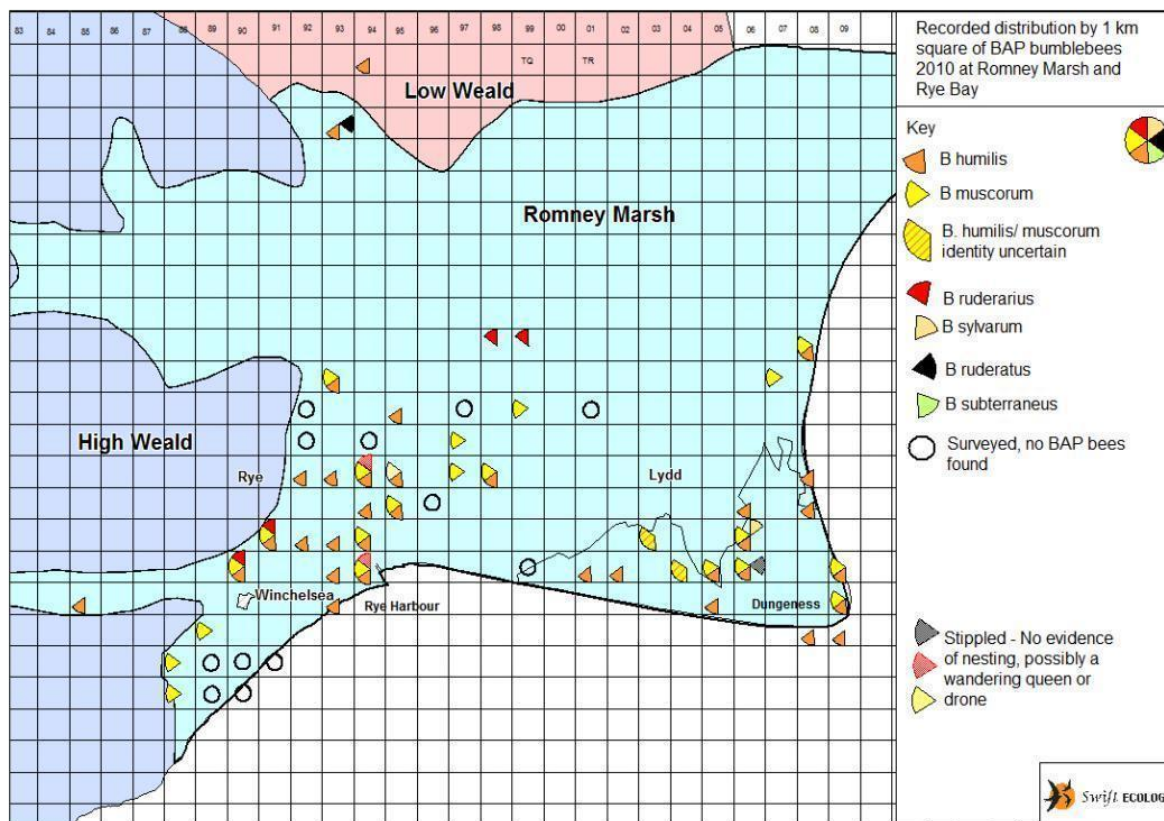 83 84 85 86 87 88 89 90 91 92 93 94 95 96 97 98 99 00 01 02 03 04 05 06 07 08 09
TQ TR
Recorded distribution by 1 km
square of BAP bumblebees
2010 at Romney Marsh and
Rye Bay
Low Weald
Romney Marsh
High Weald
Rye
Lydd
Winchelsea
Rye Harbour
Dungeness
Key
B humilis
B muscorum
B. humilis/ muscorum
identity uncertain
B ruderarius
B sylvarum
B ruderatus
B subterraneus
Surveyed, no BAP bees
found
Stippled - No evidence
of nesting, possibly a
wandering queen or
drone
Swift ECOLOG